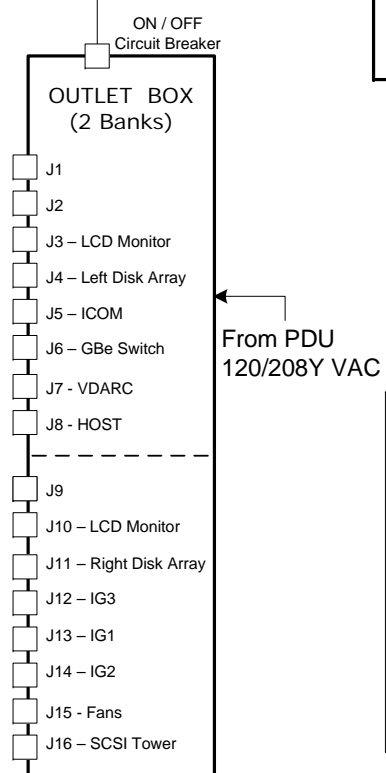 ON / OFF
Circuit Breaker
OUTLET BOX
(2 Banks)
J1
J2
J3 – LCD Monitor
J4 – Left Disk Array
J5 – ICOM
J6 – GBe Switch
J7 - VDARC
J8 - HOST
From PDU
120/208Y VAC
J9
J10 – LCD Monitor
J11 – Right Disk Array
J12 – IG3
J13 – IG1
J14 – IG2
J15 - Fans
J16 – SCSI Tower